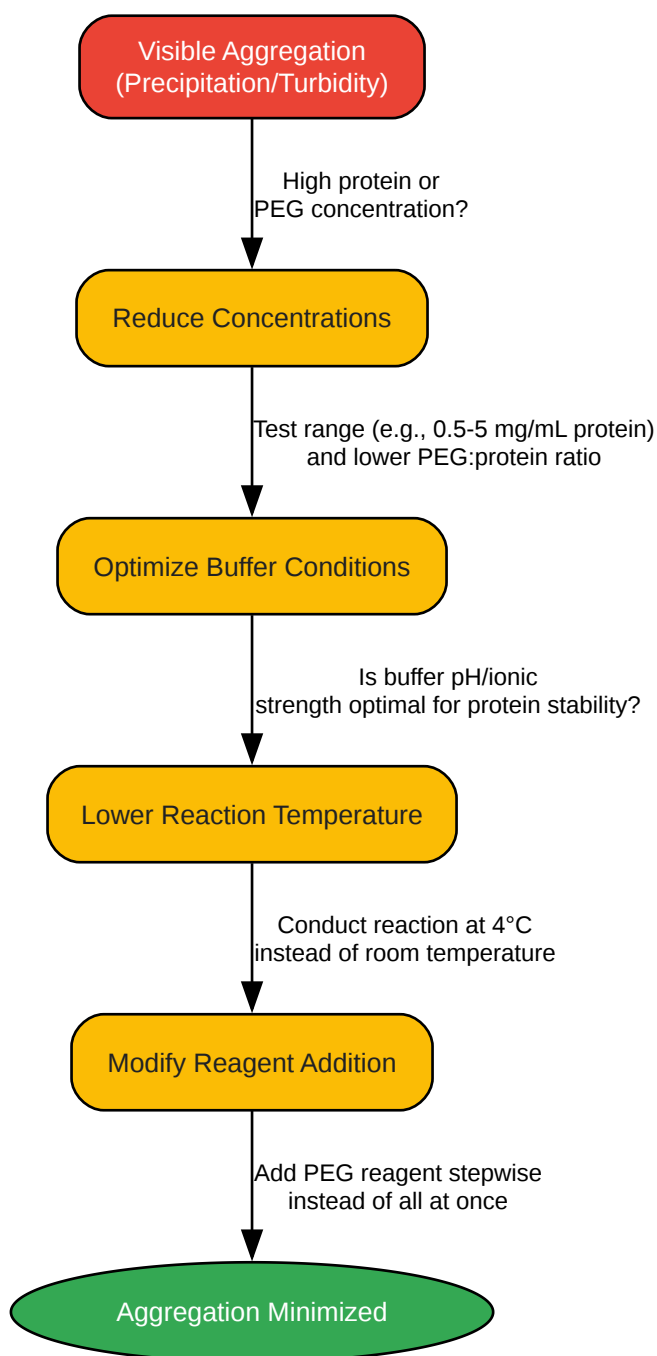 Visible Aggregation
(Precipitation/Turbidity)
High protein or
PEG concentration?
Reduce Concentrations
Test range (e.g., 0.5-5 mg/mL protein)
and lower PEG:protein ratio
Optimize Buffer Conditions
Is buffer pH/ionic
strength optimal for protein stability?
Lower Reaction Temperature
Conduct reaction at 4°C
instead of room temperature
Modify Reagent Addition
Add PEG reagent stepwise
instead of all at once
Aggregation Minimized